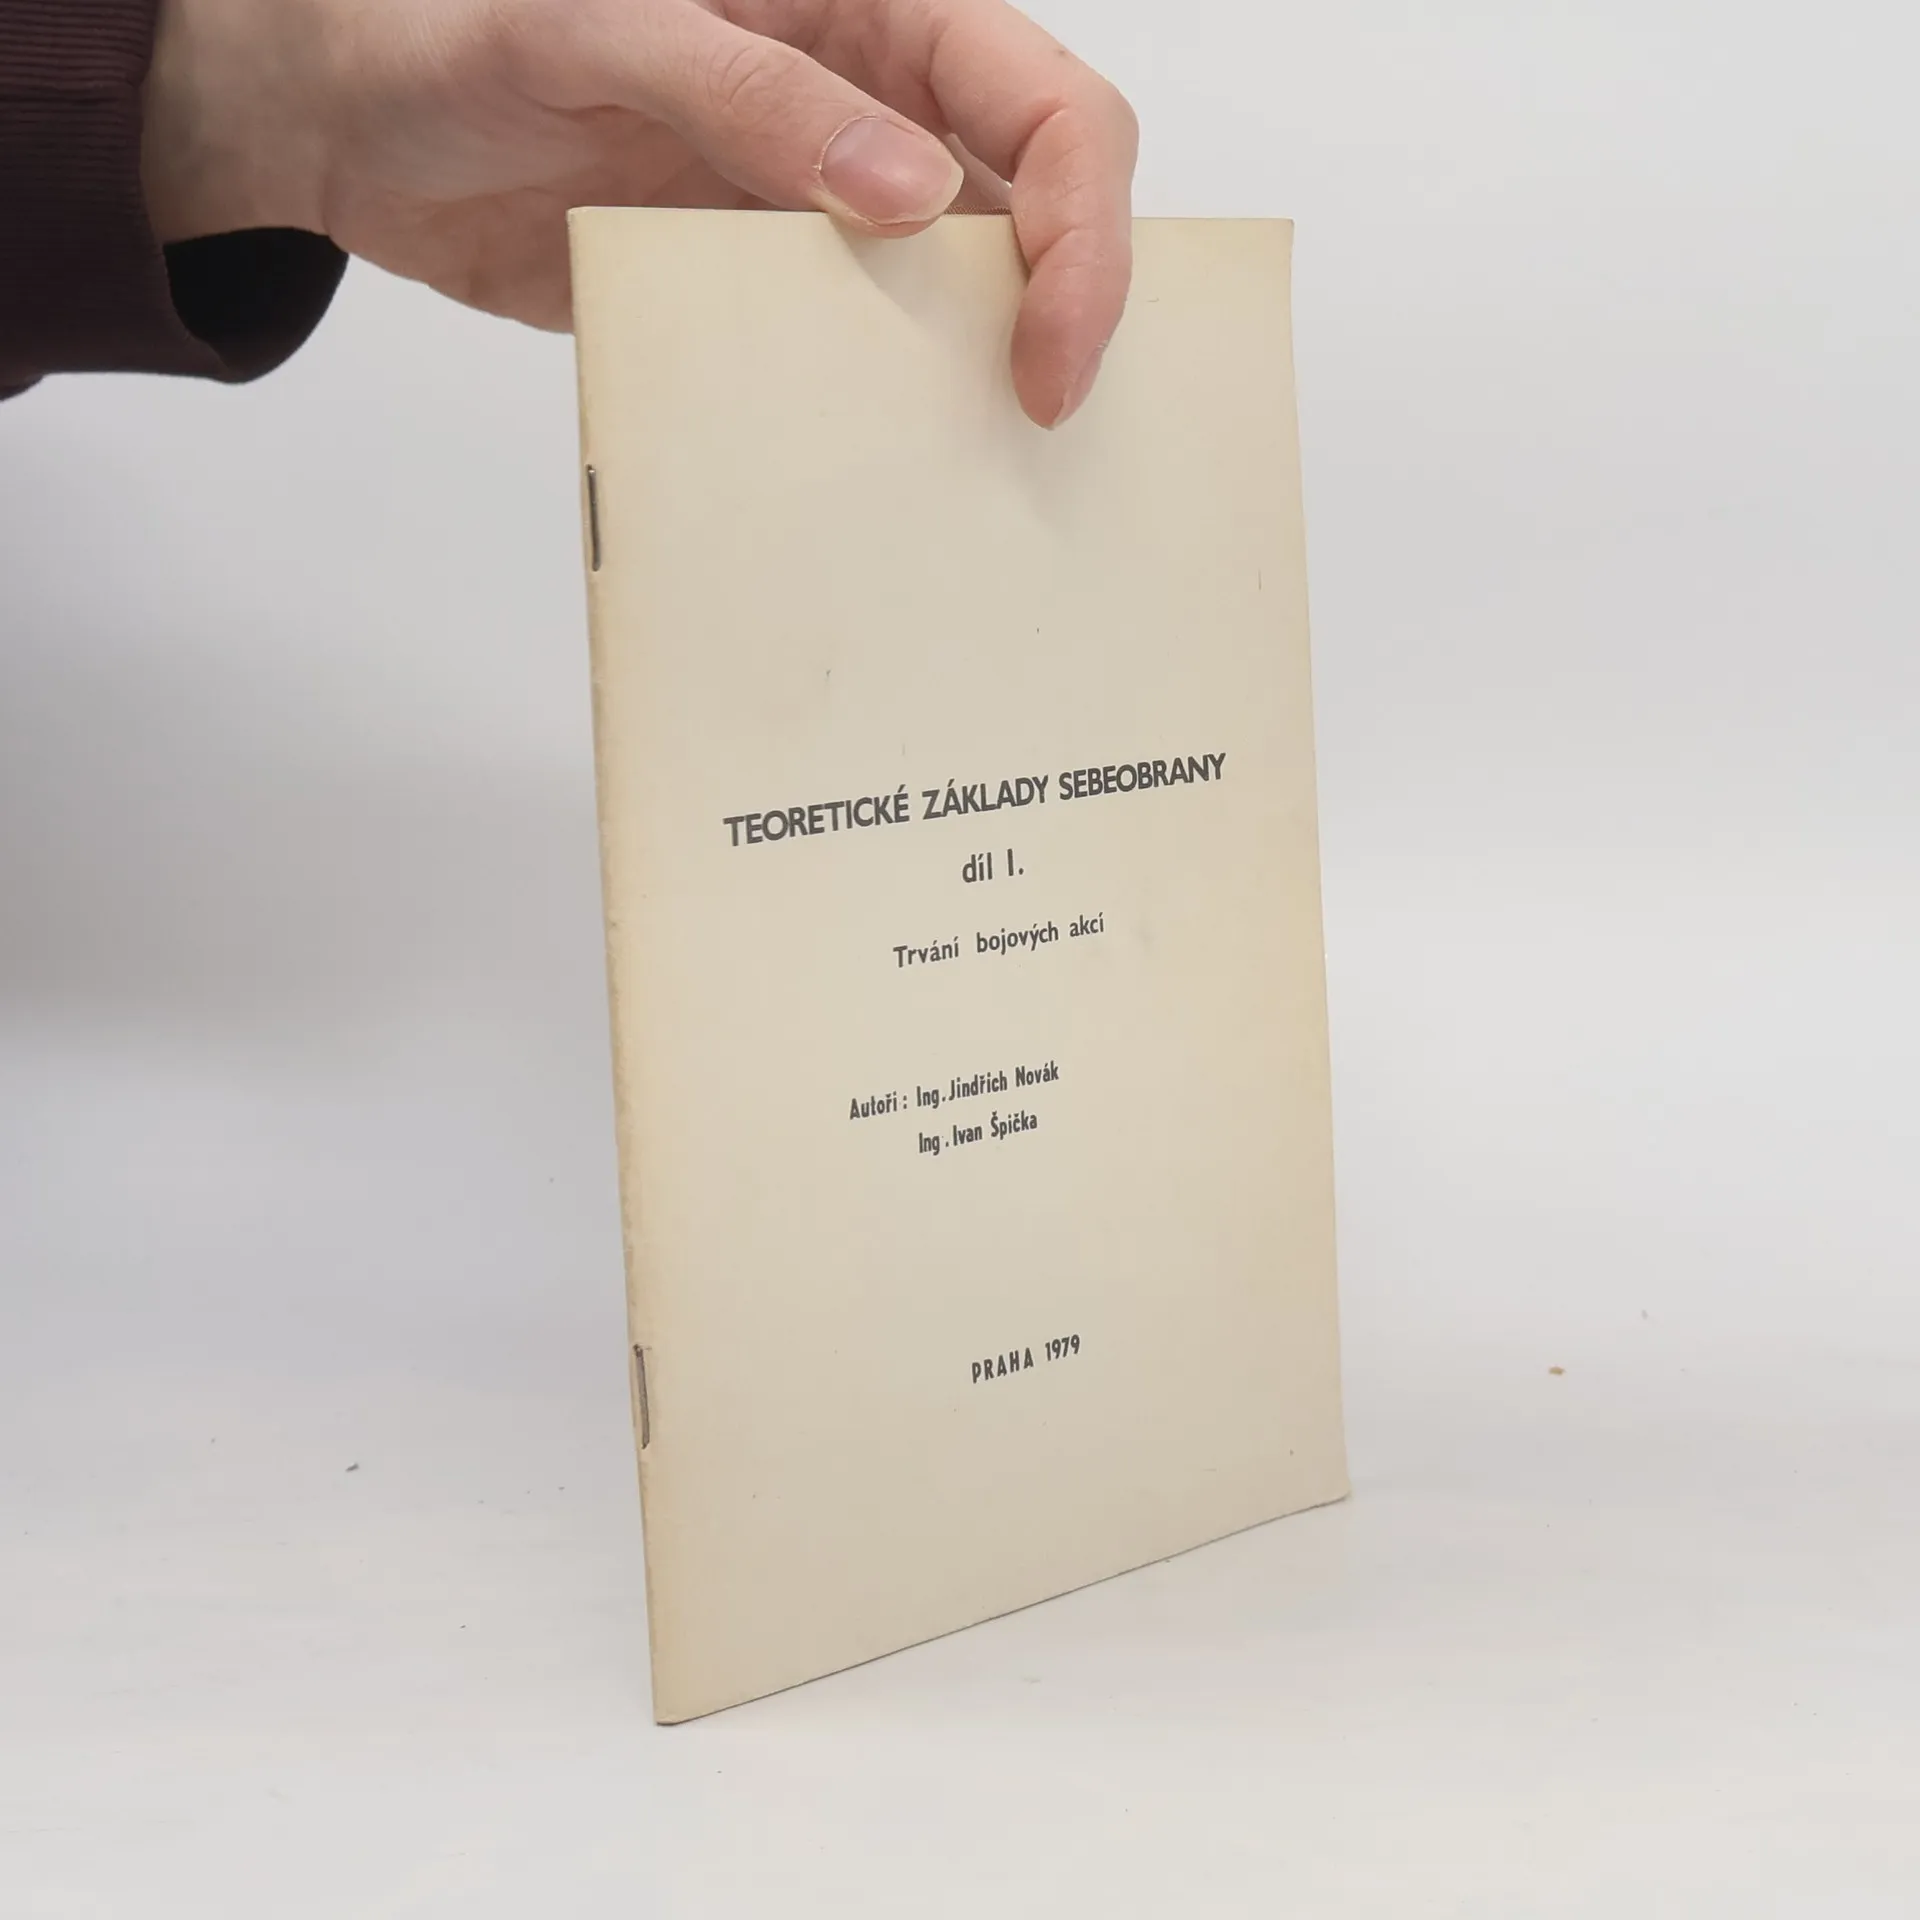 TEORETICKÉ ZÁKLADY SEBEOBRANY
díl I.
Trvání bojových akcí
Autoři: Ing. Jindřich Novák
Ing. Ivan Špička
PRAHA 1979